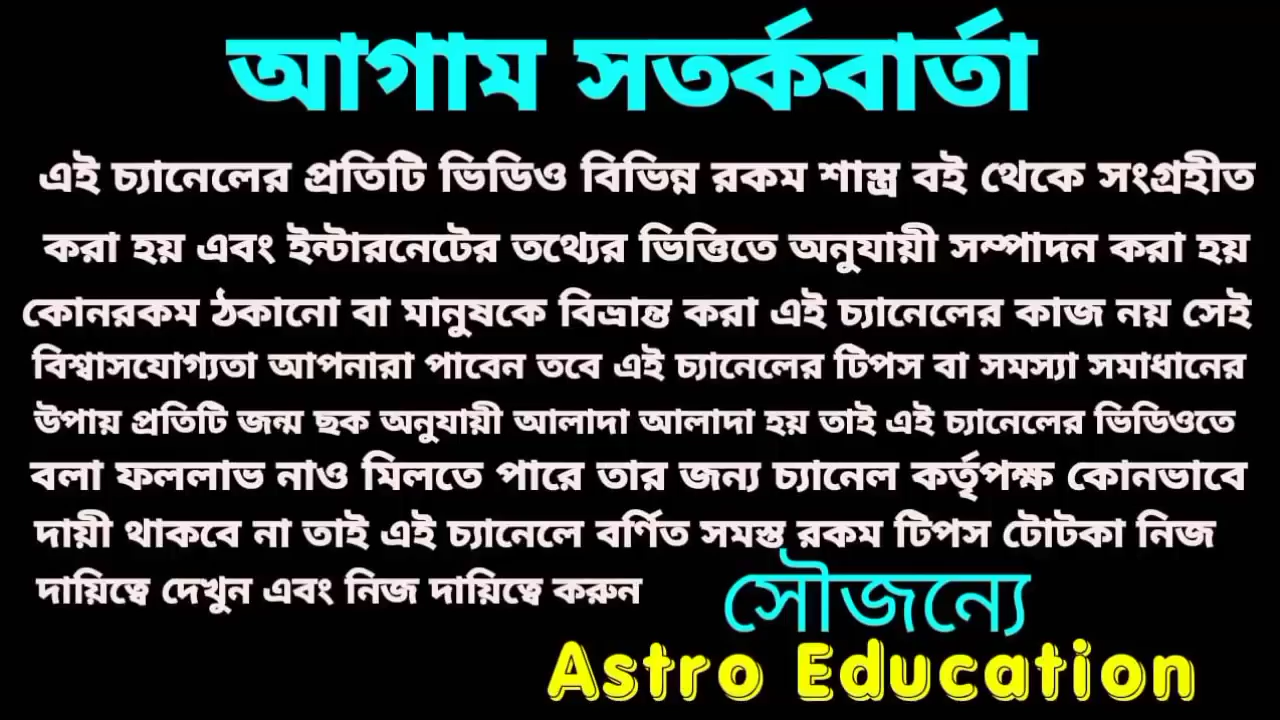 আগাম সতর্কবার্তা
এই চ্যানেলের প্রতিটি ভিডিও বিভিন্ন রকম শাস্ত্র বই থেকে সংগ্রহীত
করা হয় এবং ইন্টারনেটের তথ্যের ভিত্তিতে অনুযায়ী সম্পাদন করা হয়
কোনরকম ঠকানো বা মানুষকে বিভ্রান্ত করা এই চ্যানেলের কাজ নয় সেই
বিশ্বাসযোগ্যতা আপনারা পাবেন তবে এই চ্যানেলের টিপস বা সমস্যা সমাধানের
উপায় প্রতিটি জন্ম ছক অনুযায়ী আলাদা আলাদা হয় তাই এই চ্যানেলের ভিডিওতে
বলা ফললাভ নাও মিলতে পারে তার জন্য চ্যানেল কর্তৃপক্ষ কোনভাবে
দায়ী থাকবে না তাই এই চ্যানেলে বর্ণিত সমস্ত রকম টিপস টোটকা নিজ
দায়িত্বে দেখুন এবং নিজ দায়িত্বে করুন
সৌজন্যে
Astro Education